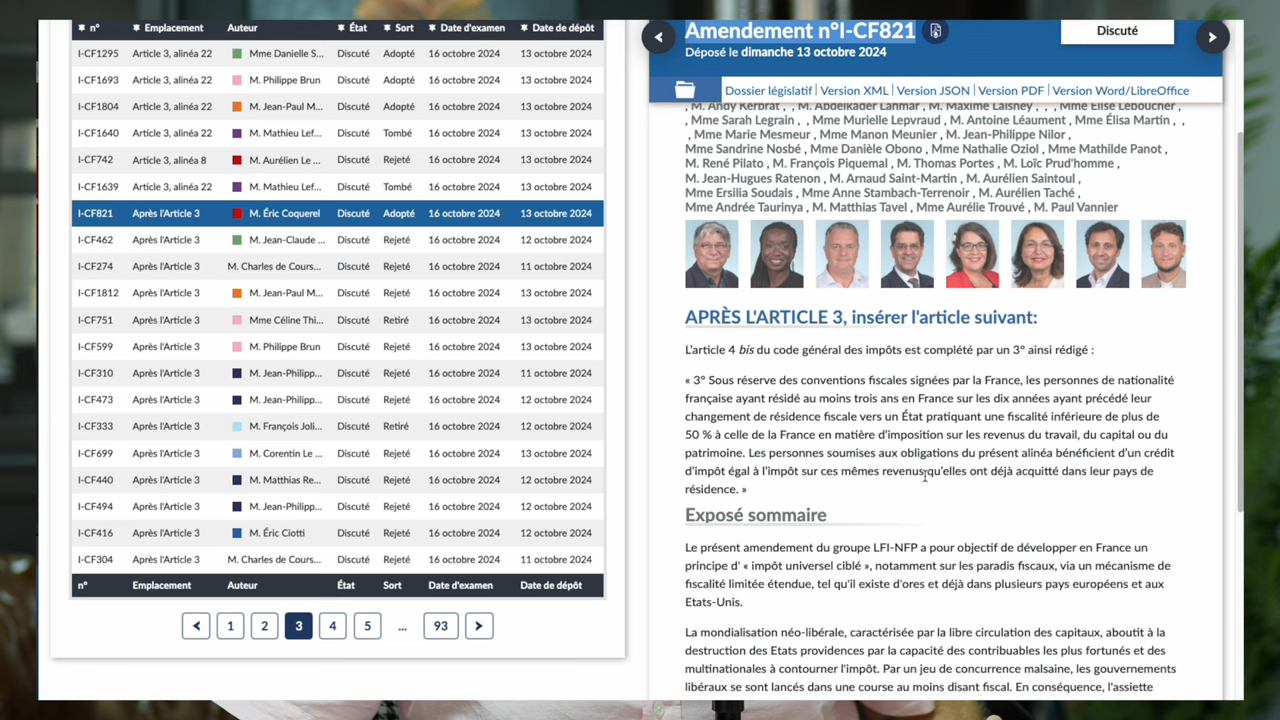 n° Emplacement Auteur État Sort Date d'examen Date de dépôt
I-CF1295 Article 3, alinéa 22 Mme Danielle S... Discuté Adopté 16 octobre 2024 13 octobre 2024
I-CF1693 Article 3, alinéa 22 M. Philippe Brun Discuté Adopté 16 octobre 2024 13 octobre 2024
I-CF1804 Article 3, alinéa 22 M. Jean-Paul M... Discuté Adopté 16 octobre 2024 13 octobre 2024
I-CF1640 Article 3, alinéa 22 M. Mathieu Lef... Discuté Tombé 16 octobre 2024 13 octobre 2024
I-CF742 Article 3, alinéa 8 M. Aurélien Le ... Discuté Rejeté 16 octobre 2024 13 octobre 2024
I-CF1639 Article 3, alinéa 22 M. Mathieu Lef... Discuté Tombé 16 octobre 2024 13 octobre 2024
I-CF821 Après l'Article 3 M. Éric Coquerel Discuté Adopté 16 octobre 2024 13 octobre 2024
I-CF462 Après l'Article 3 M. Jean-Claude ... Discuté Rejeté 16 octobre 2024 12 octobre 2024
I-CF274 Après l'Article 3 M. Charles de Cours... Discuté Rejeté 16 octobre 2024 11 octobre 2024
I-CF1812 Après l'Article 3 M. Jean-Paul M... Discuté Rejeté 16 octobre 2024 13 octobre 2024
I-CF751 Après l'Article 3 Mme Céline Thi... Discuté Retiré 16 octobre 2024 13 octobre 2024
I-CF599 Après l'Article 3 M. Philippe Brun Discuté Rejeté 16 octobre 2024 12 octobre 2024
I-CF310 Après l'Article 3 M. Jean-Philipp... Discuté Rejeté 16 octobre 2024 11 octobre 2024
I-CF473 Après l'Article 3 M. Jean-Philipp... Discuté Rejeté 16 octobre 2024 12 octobre 2024
I-CF333 Après l'Article 3 M. François Joli... Discuté Retiré 16 octobre 2024 12 octobre 2024
I-CF699 Après l'Article 3 M. Corentin Le ... Discuté Rejeté 16 octobre 2024 13 octobre 2024
I-CF440 Après l'Article 3 M. Matthias Re... Discuté Rejeté 16 octobre 2024 12 octobre 2024
I-CF494 Après l'Article 3 M. Jean-Philipp... Discuté Rejeté 16 octobre 2024 12 octobre 2024
I-CF416 Après l'Article 3 M. Éric Ciotti Discuté Rejeté 16 octobre 2024 12 octobre 2024
I-CF304 Après l'Article 3 M. Charles de Cours... Discuté Rejeté 16 octobre 2024 11 octobre 2024
n° Emplacement Auteur État Sort Date d'examen Date de dépôt
1 2 3 4 5 ... 93
Amendement n°I-CF821
Discuté
Déposé le dimanche 13 octobre 2024
Dossier législatif | Version XML | Version JSON | Version PDF | Version Word/LibreOffice
, M. Andy Kerbrat , , M. Abdelkader Lahmar , M. Maxime Laisney , , , Mme Élise Leboucher ,
, Mme Sarah Legrain , , Mme Murielle Lepvraud , M. Antoine Léaument , Mme Élisa Martin , ,
, Mme Marie Mesmeur , Mme Manon Meunier , M. Jean-Philippe Nilor ,
Mme Sandrine Nosbé , Mme Danièle Obono , Mme Nathalie Oziol , Mme Mathilde Panot ,
M. René Pilato , M. François Piquemal , M. Thomas Portes , M. Loïc Prud'homme ,
M. Jean-Hugues Ratenon , M. Arnaud Saint-Martin , M. Aurélien Saintoul ,
Mme Ersilia Soudais , Mme Anne Stambach-Terrenoir , M. Aurélien Taché ,
Mme Andrée Taurinya , M. Matthias Tavel , Mme Aurélie Trouvé , M. Paul Vannier
APRÈS L'ARTICLE 3, insérer l'article suivant:
L'article 4 bis du code général des impôts est complété par un 3° ainsi rédigé :
« 3° Sous réserve des conventions fiscales signées par la France, les personnes de nationalité
française ayant résidé au moins trois ans en France sur les dix années ayant précédé leur
changement de résidence fiscale vers un État pratiquant une fiscalité inférieure de plus de
50 % à celle de la France en matière d'imposition sur les revenus du travail, du capital ou du
patrimoine. Les personnes soumises aux obligations du présent alinéa bénéficient d'un crédit
d'impôt égal à l'impôt sur ces mêmes revenus qu'elles ont déjà acquitté dans leur pays de
résidence. »
Exposé sommaire
Le présent amendement du groupe LFI-NFP a pour objectif de développer en France un
principe d' « impôt universel ciblé », notamment sur les paradis fiscaux, via un mécanisme de
fiscalité limitée étendue, tel qu'il existe d'ores et déjà dans plusieurs pays européens et aux
Etats-Unis.
La mondialisation néo-libérale, caractérisée par la libre circulation des capitaux, aboutit à la
destruction des Etats providences par la capacité des contribuables les plus fortunés et des
multinationales à contourner l'impôt. Par un jeu de concurrence malsaine, les gouvernements
libéraux se sont lancés dans une course au moins disant fiscal. En conséquence, l'assiette